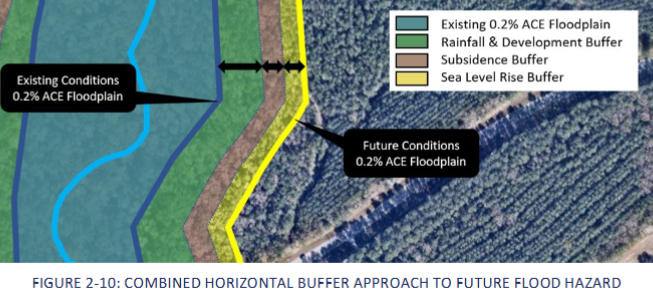 Existing 0.2% ACE Floodplain
Rainfall & Development Buffer
Subsidence Buffer
Sea Level Rise Buffer
Existing Conditions
0.2% ACE Floodplain
Future Conditions
0.2% ACE Floodplain
FIGURE 2-10: COMBINED HORIZONTAL BUFFER APPROACH TO FUTURE FLOOD HAZARD